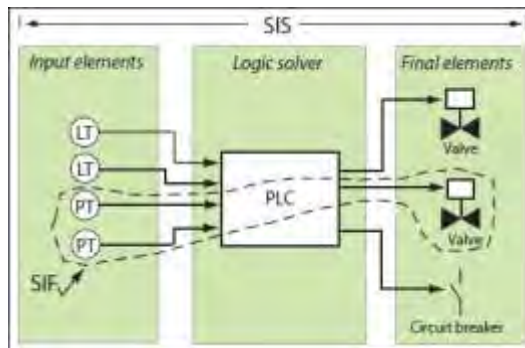 SIS
Input elements
Logic solver
Final elements
LT
LT
PT
PT
PLC
Valve
Valve
SIF
Circuit breaker